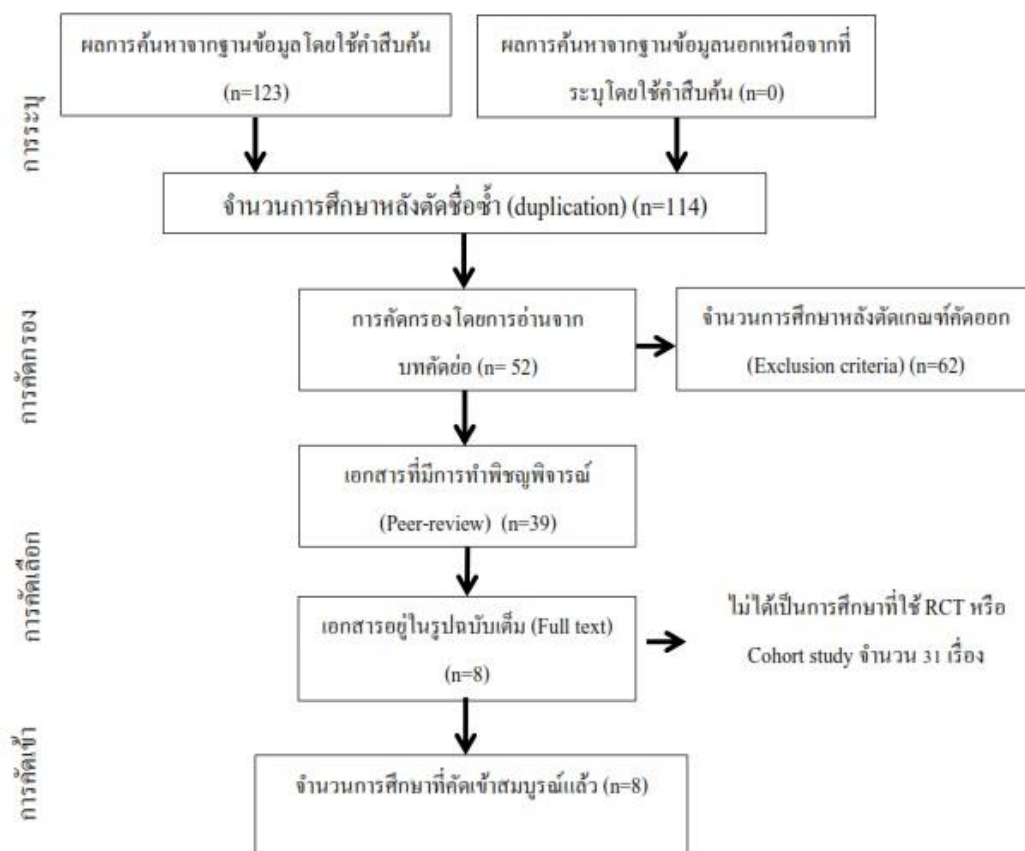 ผลการค้นหาจากฐานข้อมูลโดยใช้คำสืบค้น
(n=123)
ผลการค้นหาจากฐานข้อมูลนอกเหนือจากที่
ระบุโดยใช้คำสืบค้น (n=0)
การระบุ
จำนวนการศึกษาหลังตัดชื่อซ้ำ (duplication) (n=114)
การคัดกรอง
การคัดกรองโดยการอ่านจาก
บทคัดย่อ (n= 52)
จำนวนการศึกษาหลังตัดเกณฑ์คัดออก
(Exclusion criteria) (n=62)
เอกสารที่มีการทำพิชญพิจารณ์
(Peer-review) (n=39)
การคัดเลือก
เอกสารอยู่ในรูปฉบับเต็ม (Full text)
(n=8)
ไม่ได้เป็นการศึกษาที่ใช้ RCT หรือ
Cohort study จำนวน 31 เรื่อง
การคัดเข้า
จำนวนการศึกษาที่คัดเข้าสมบูรณ์แล้ว (n=8)